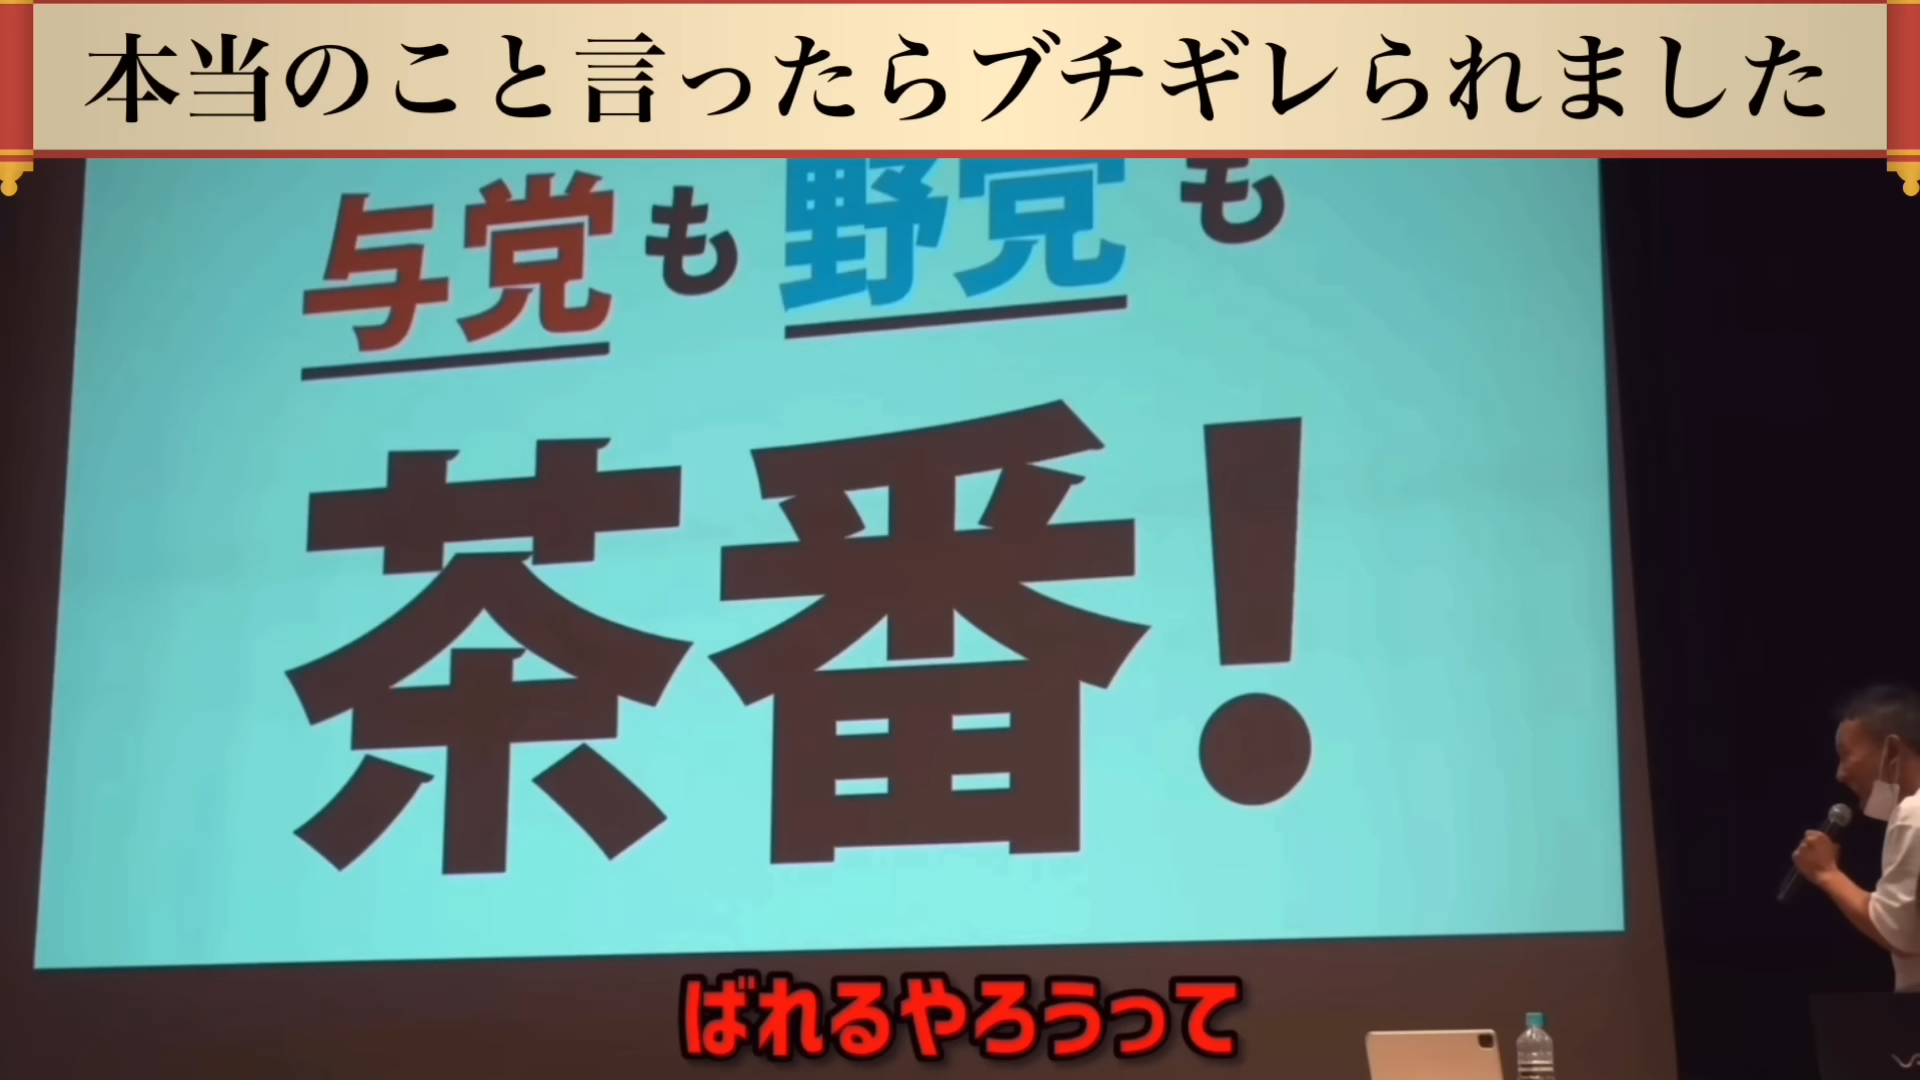 本当のこと言ったらブチギレられました
与党も野党も
茶番!
ばれるやろうって